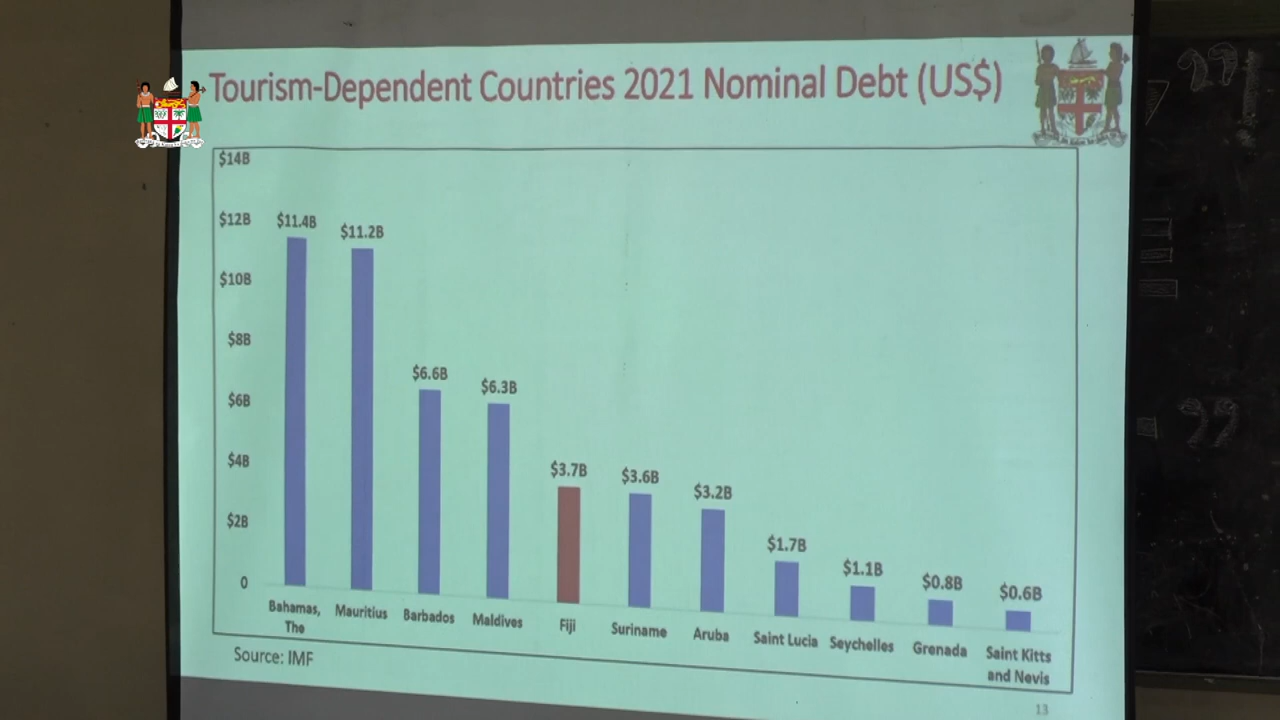 Tourism-Dependent Countries 2021 Nominal Debt (US$)
$14B
$12B
$10B
$8B
$6B
$4B
$2B
0
$11.4B
$11.2B
$6.6B
$6.3B
$3.7B
$3.6B
$3.2B
$1.7B
$1.1B
$0.8B
$0.6B
Bahamas,
The
Mauritius
Barbados
Maldives
Fiji
Suriname
Aruba
Saint Lucia
Seychelles
Grenada
Saint Kitts
and Nevis
Source: IMF
13